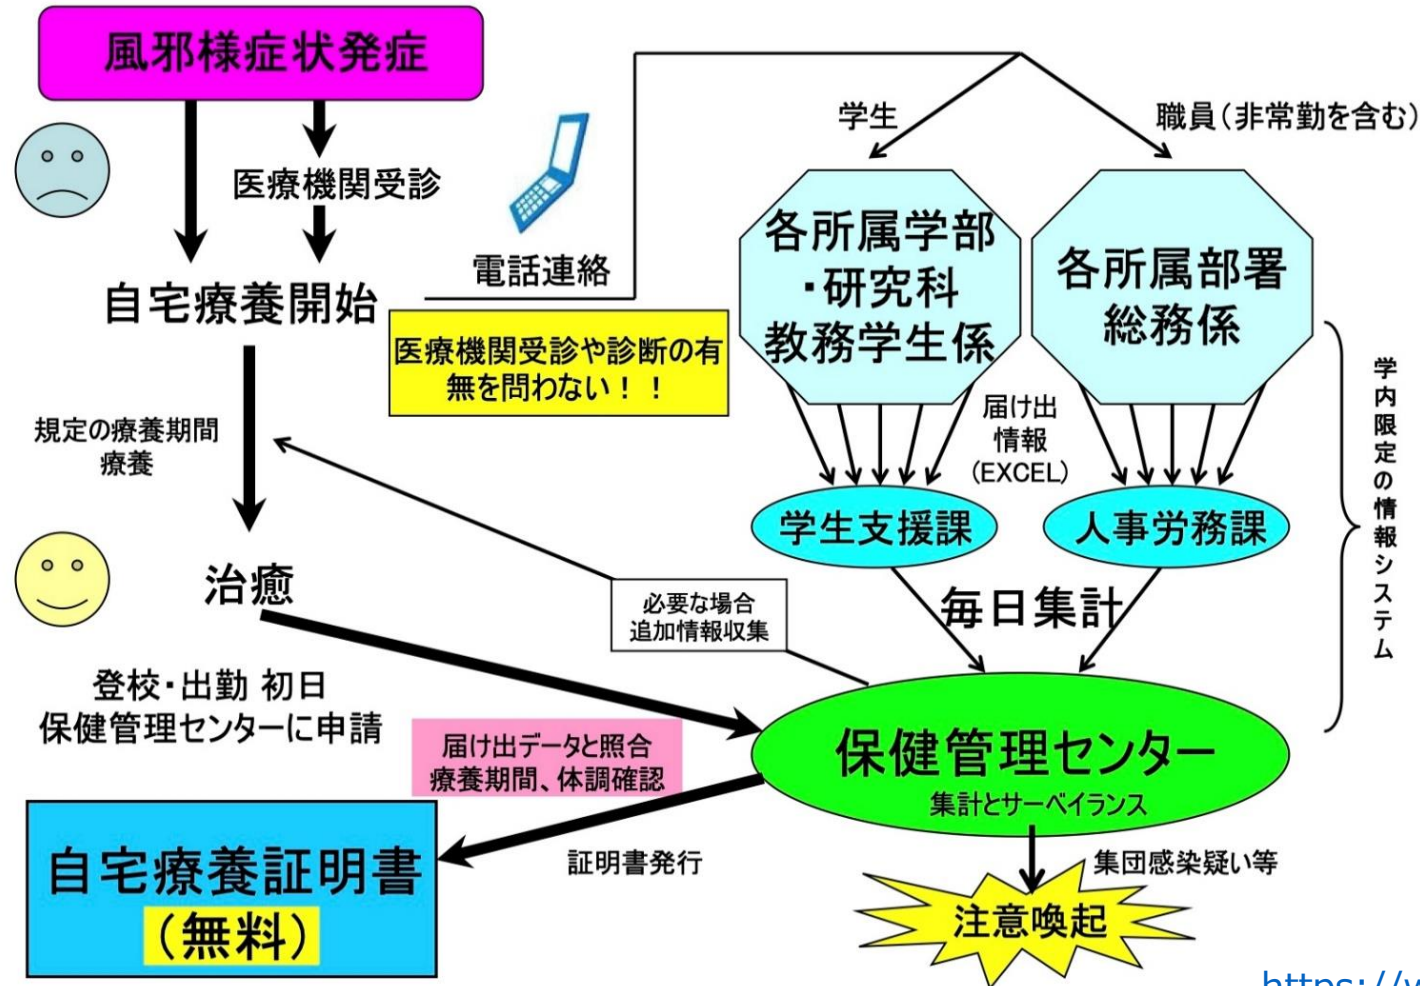 風邪様症状発症
医療機関受診
自宅療養開始
電話連絡
医療機関受診や診断の有
無を問わない！！
学生
職員（非常勤を含む）
各所属学部
・研究科
教務学生係
各所属部署
総務係
届け出
情報
(EXCEL)
学内限定の情報システム
学生支援課
人事労務課
毎日集計
規定の療養期間
療養
治癒
必要な場合
追加情報収集
登校・出勤 初日
保健管理センターに申請
届け出データと照合
療養期間、体調確認
保健管理センター
集計とサーベイランス
証明書発行
自宅療養証明書
（無料）
集団感染疑い等
注意喚起